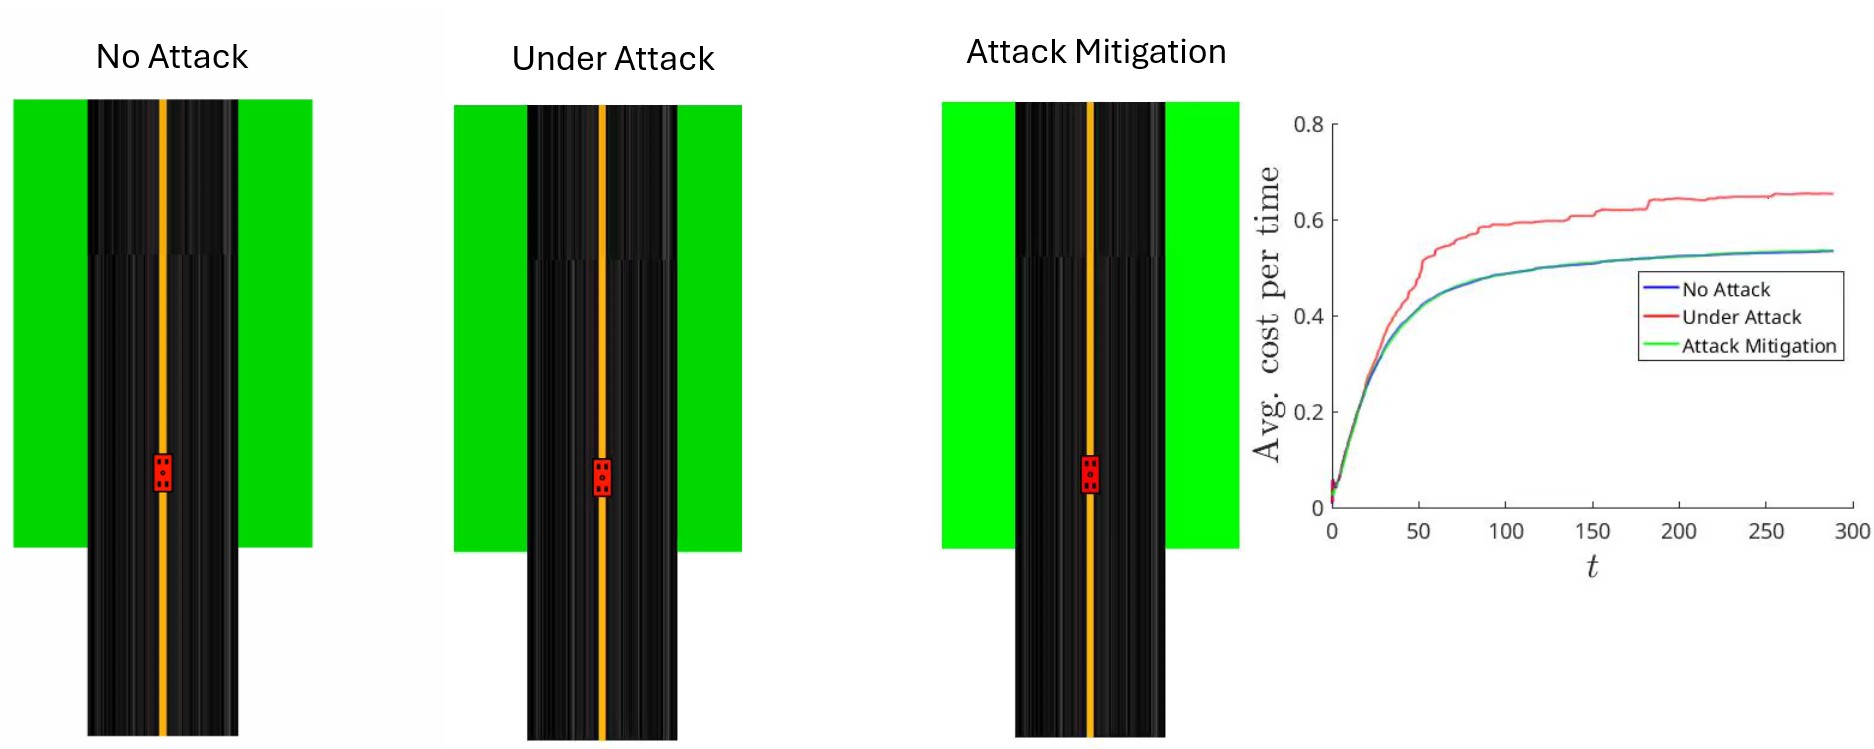 No Attack
Under Attack
Attack Mitigation
Avg. cost per time
0.8
0.6
0.4
0.2
0
0 50 100 150 200 250 300
t
No Attack
Under Attack
Attack Mitigation